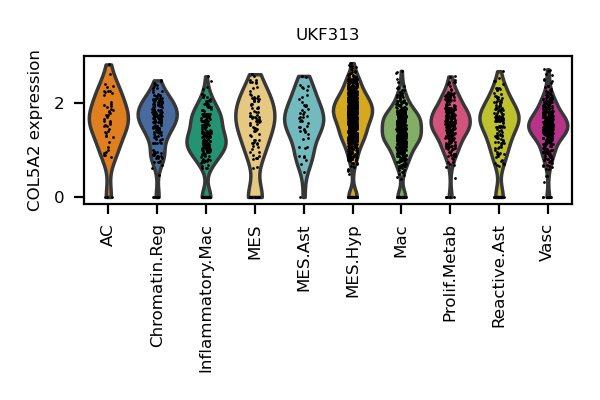 UKF313
COL5A2 expression
2
0
AC
Chromatin.Reg
Inflammatory.Mac
MES
MES.Ast
MES.Hyp
Mac
Prolif.Metab
Reactive.Ast
Vasc